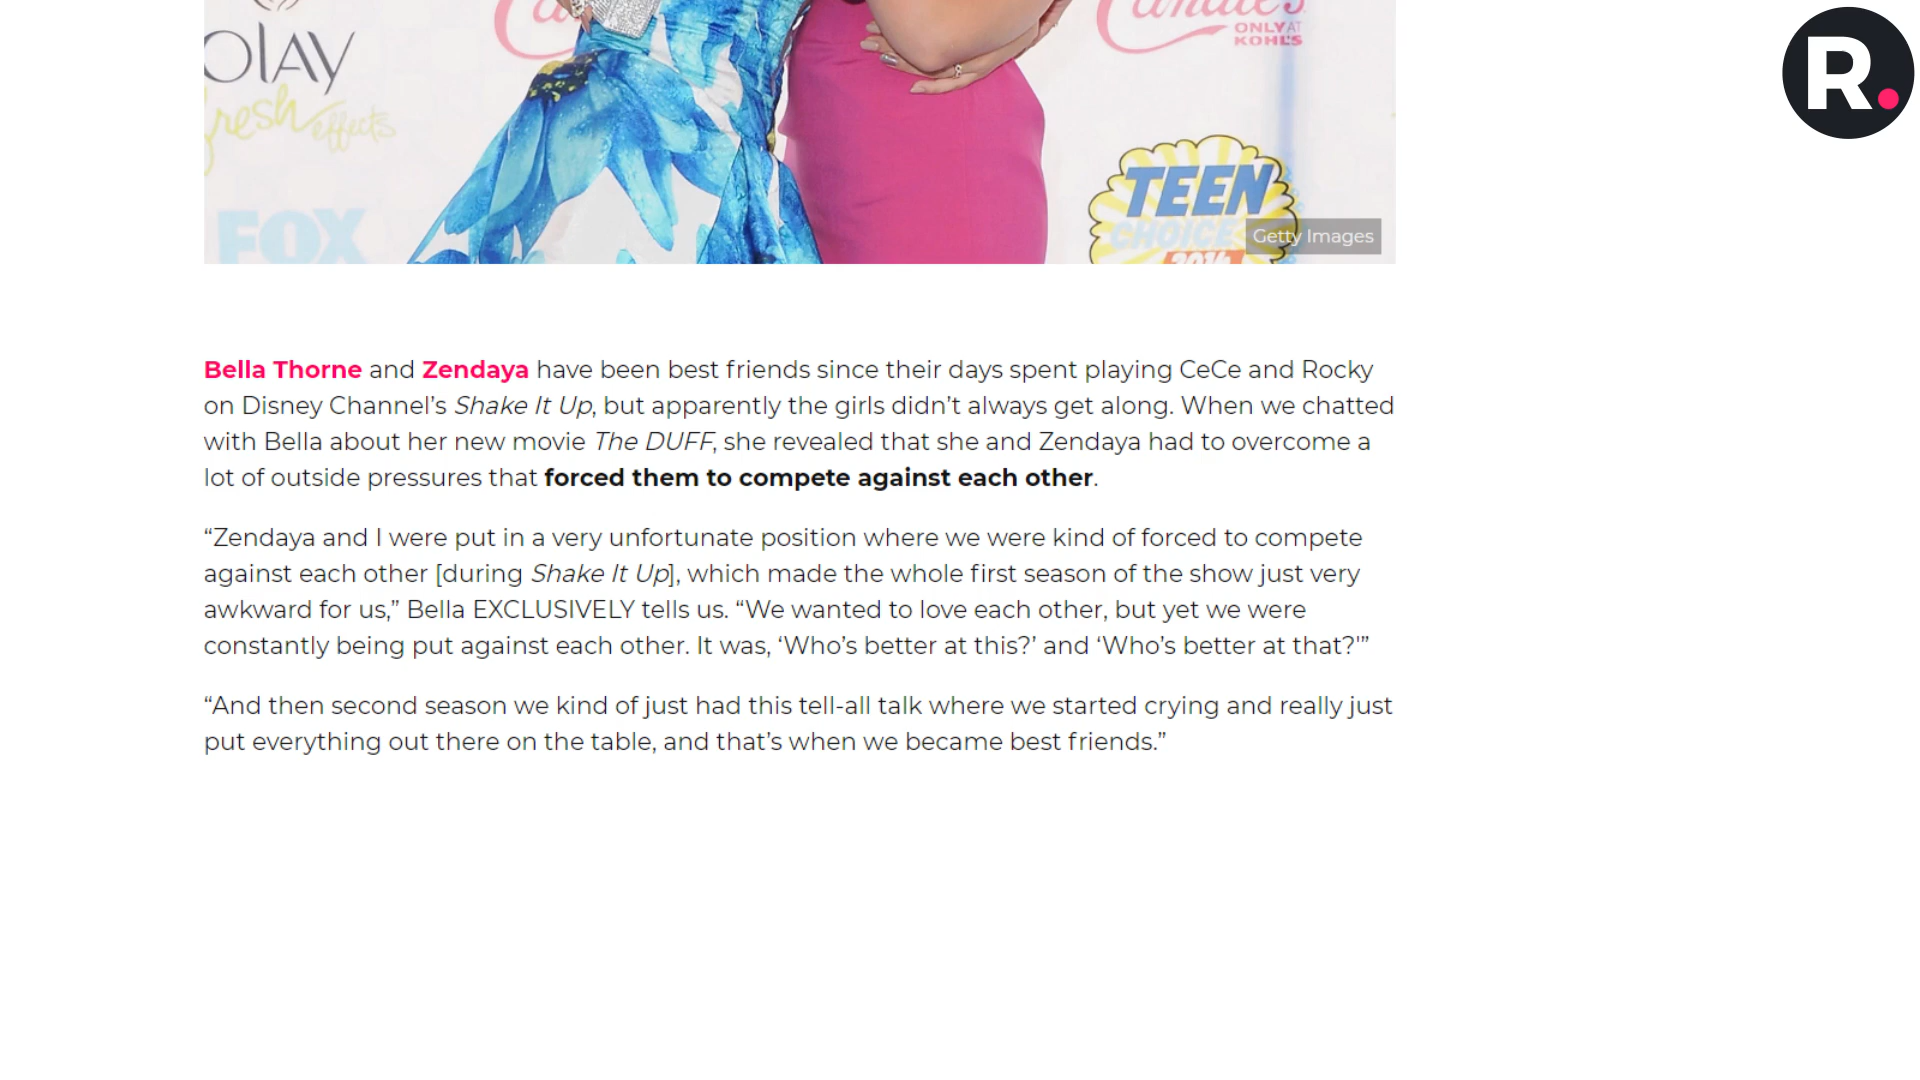 OLAY
fresh effects
ONLY AT
KOHL'S
R.
FOX
TEEN
CHOICE
2014
Getty Images
Bella Thorne and Zendaya have been best friends since their days spent playing CeCe and Rocky
on Disney Channel’s Shake It Up, but apparently the girls didn’t always get along. When we chatted
with Bella about her new movie The DUFF, she revealed that she and Zendaya had to overcome a
lot of outside pressures that forced them to compete against each other.
“Zendaya and I were put in a very unfortunate position where we were kind of forced to compete
against each other [during Shake It Up], which made the whole first season of the show just very
awkward for us,” Bella EXCLUSIVELY tells us. “We wanted to love each other, but yet we were
constantly being put against each other. It was, ‘Who’s better at this?’ and ‘Who’s better at that?'”
“And then second season we kind of just had this tell-all talk where we started crying and really just
put everything out there on the table, and that’s when we became best friends.”